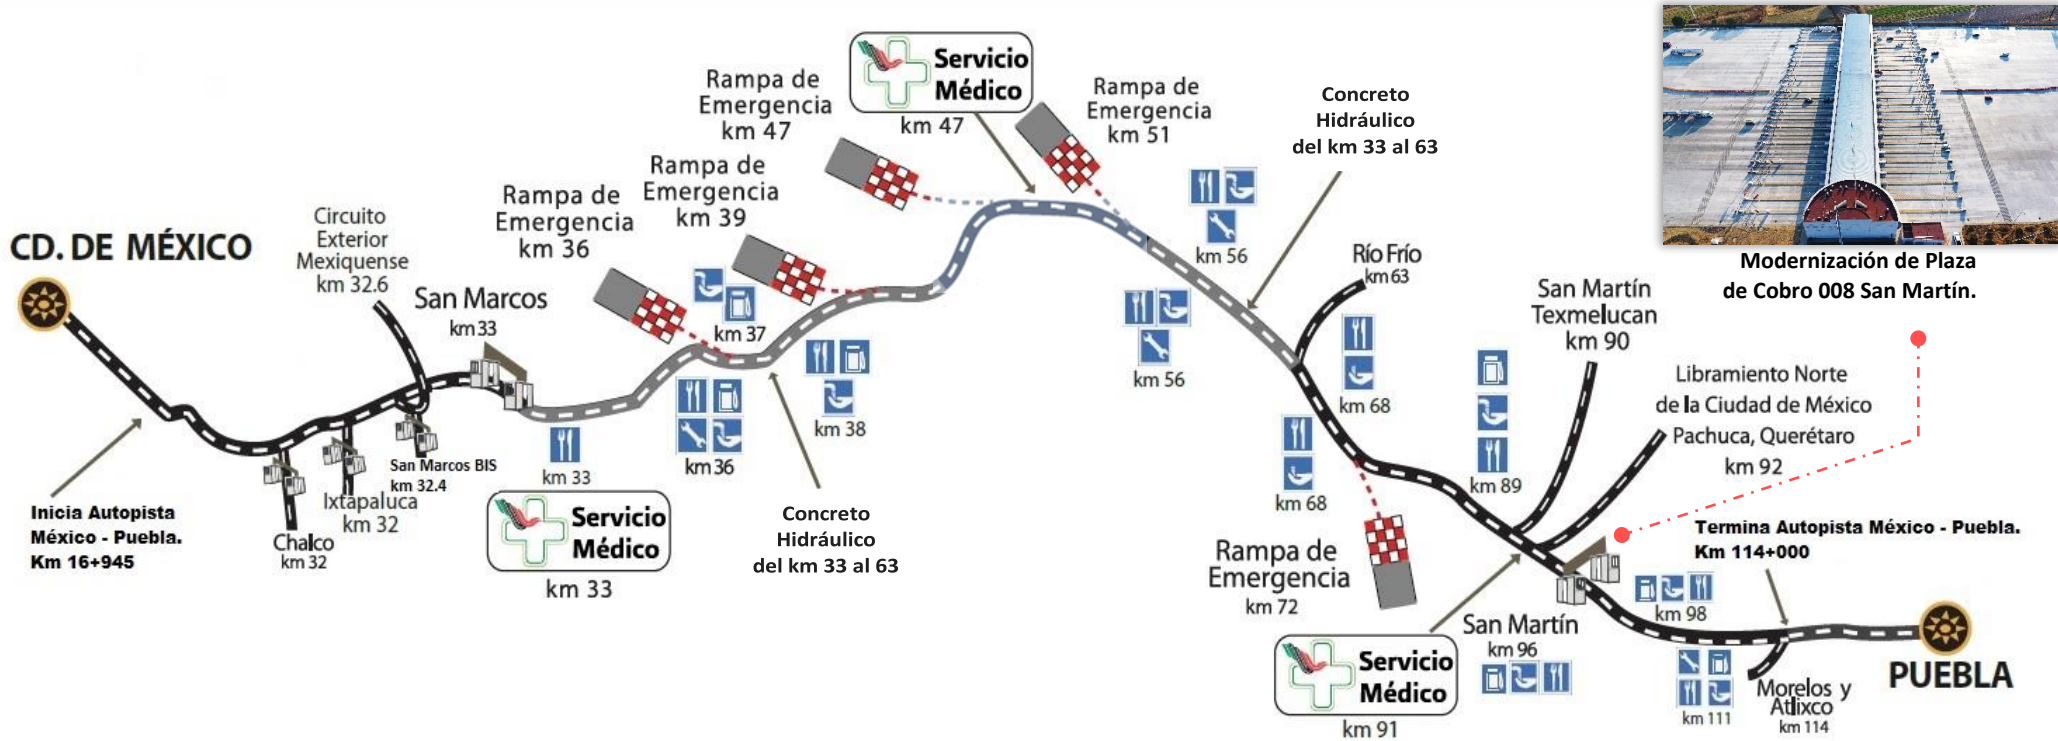 CD. DE MÉXICO
Inicia Autopista
México - Puebla.
Km 16+945
Circuito
Exterior
Mexiquense
km 32.6
San Marcos
km 33
Chalco
km 32
Ixtapaluca
km 32
San Marcos BIS
km 32.4
km 33
Servicio
Médico
km 33
Rampa de
Emergencia
km 36
Rampa de
Emergencia
km 39
Rampa de
Emergencia
km 47
km 37
km 36
km 38
Concreto
Hidráulico
del km 33 al 63
Servicio
Médico
km 47
Rampa de
Emergencia
km 51
km 56
km 56
Concreto
Hidráulico
del km 33 al 63
Río Frío
km 63
km 68
km 68
Rampa de
Emergencia
km 72
km 89
San Martín
Texmelucan
km 90
Libramiento Norte
de la Ciudad de México
Pachuca, Querétaro
km 92
Modernización de Plaza
de Cobro 008 San Martín.
Servicio
Médico
km 91
San Martín
km 96
km 98
Termina Autopista México - Puebla.
Km 114+000
km 111
Morelos y
Atlixco
km 114
PUEBLA